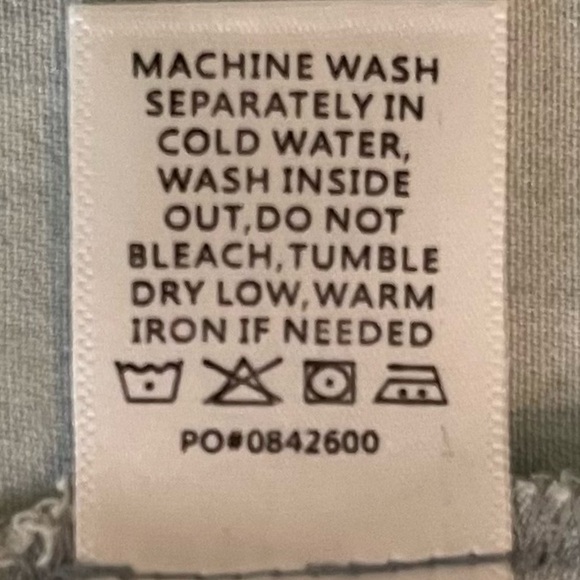 MACHINE WASH
SEPARATELY IN
COLD WATER,
WASH INSIDE
OUT,DO NOT
BLEACH,TUMBLE
DRY LOW,WARM
IRON IF NEEDED
PO#0842600